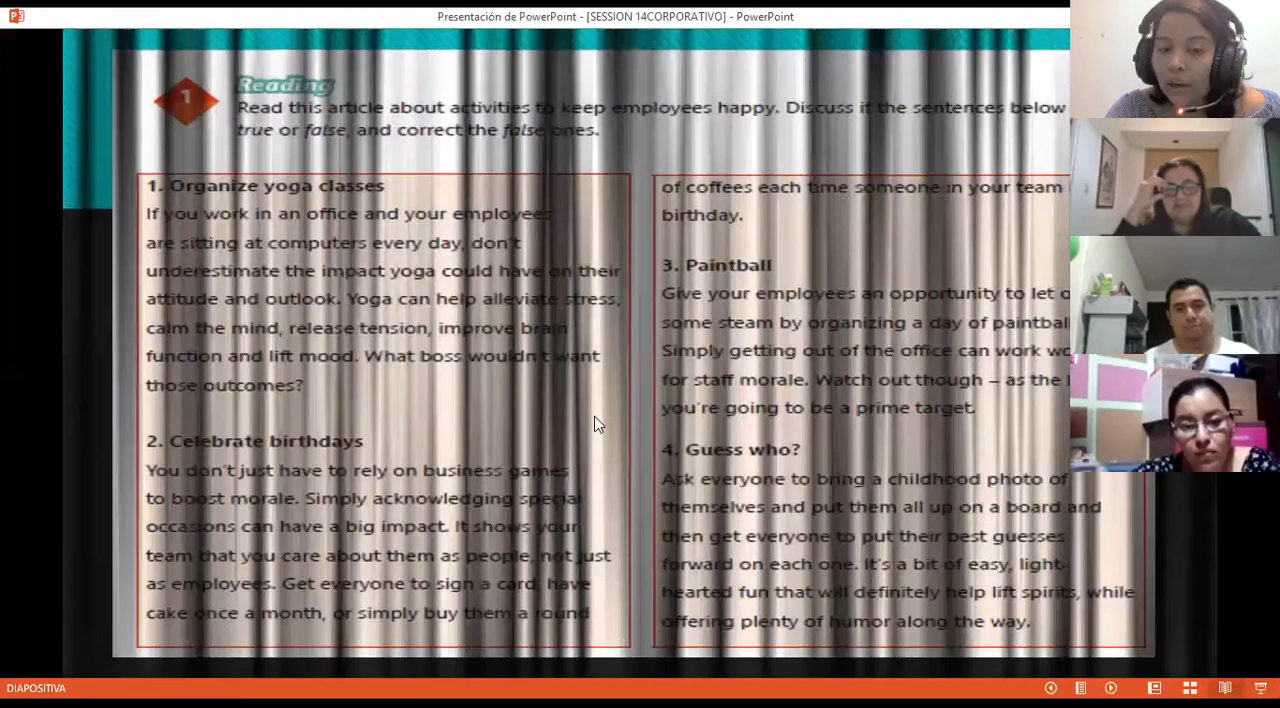 Presentación de PowerPoint - [SESSION 14CORPORATIVO] - PowerPoint
1
Reading
Read this article about activities to keep employees happy. Discuss if the sentences below
true or false, and correct the false ones.
1. Organize yoga classes
If you work in an office and your employees
are sitting at computers every day, don't
underestimate the impact yoga could have on their
attitude and outlook. Yoga can help alleviate stress,
calm the mind, release tension, improve brain
function and lift mood. What boss wouldn't want
those outcomes?
2. Celebrate birthdays
You don't just have to rely on business games
to boost morale. Simply acknowledging special
occasions can have a big impact. It shows your
team that you care about them as people, not just
as employees. Get everyone to sign a card, have
cake once a month, or simply buy them a round
of coffees each time someone in your team
birthday.
3. Paintball
Give your employees an opportunity to let
some steam by organizing a day of
Simply getting out of the office can work
for staff morale. Watch out though – as the
you're going to be a prime target.
4. Guess who?
Ask everyone to bring a childhood photo of
themselves and put them all up on a board and
then get everyone to put their best guesses
forward on each one. It's a bit of easy, light-
hearted fun that will definitely help lift spirits, while
offering plenty of humor along the way.
DIAPOSITIVA